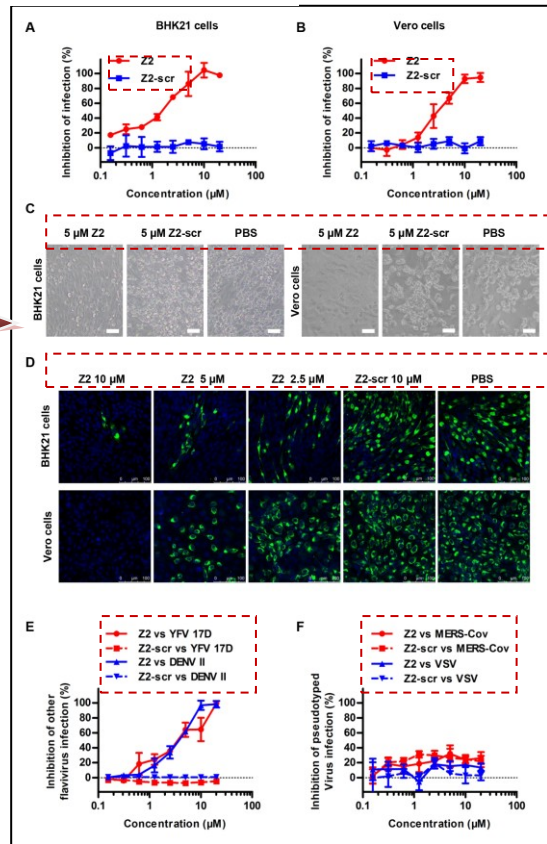 A
BHK21 cells
Inhibition of infection (%)
100
80
60
40
20
0
Z2
Z2-scr
0.1
1
10
100
Concentration (μM)
B
Vero cells
Inhibition of infection (%)
100
80
60
40
20
0
Z2
Z2-scr
0.1
1
10
100
Concentration (μM)
C
5 μM Z2
5 μM Z2-scr
PBS
5 μM Z2
5 μM Z2-scr
PBS
BHK21 cells
Vero cells
D
Z2 10 μM
Z2 5 μM
Z2 2.5 μM
Z2-scr 10 μM
PBS
BHK21 cells
Vero cells
E
Z2 vs YFV 17D
Z2-scr vs YFV 17D
Z2 vs DENV II
Z2-scr vs DENV II
Inhibition of other
flavivirus infection (%)
100
80
60
40
20
0
0.1
1
10
100
Concentration (μM)
F
Z2 vs MERS-Cov
Z2-scr vs MERS-Cov
Z2 vs VSV
Z2-scr vs VSV
Inhibition of psudotyped
Virus infection (%)
100
80
60
40
20
0
0.1
1
10
100
Concentration (μM)